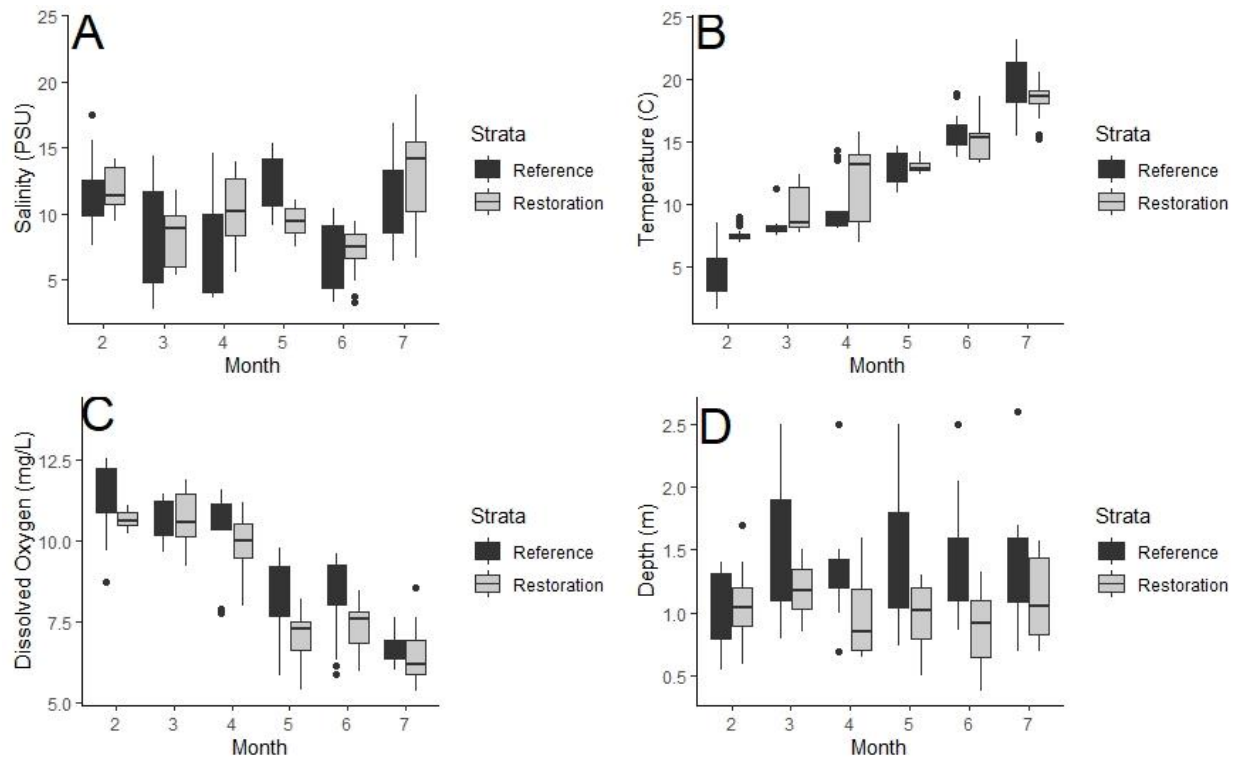 A
Salinity (PSU)
25
20
15
10
5
2 3 4 5 6 7
Month
Strata
Reference
Restoration
B
Temperature (C)
25
20
15
10
5
2 3 4 5 6 7
Month
Strata
Reference
Restoration
C
Dissolved Oxygen (mg/L)
12.5
10.0
7.5
5.0
2 3 4 5 6 7
Month
Strata
Reference
Restoration
D
Depth (m)
2.5
2.0
1.5
1.0
0.5
2 3 4 5 6 7
Month
Strata
Reference
Restoration